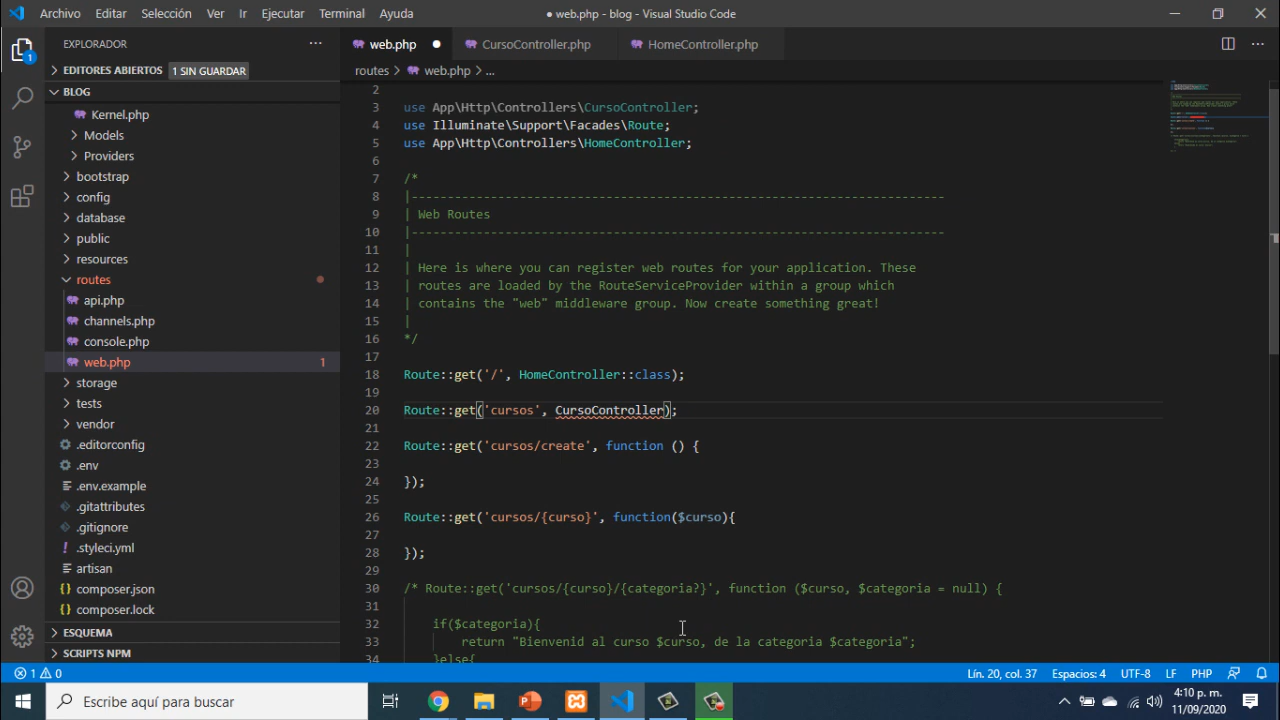 Archivo Editar Selección Ver Ir Ejecutar Terminal Ayuda ● web.php - blog - Visual Studio Code
EXPLORADOR ···
web.php ● CursoController.php HomeController.php ···
1
EDITORES ABIERTOS 1 SIN GUARDAR
routes > web.php > ...
BLOG
Kernel.php
Models
Providers
bootstrap
config
database
public
resources
routes
api.php
channels.php
console.php
web.php 1
storage
tests
vendor
.editorconfig
.env
.env.example
.gitattributes
.gitignore
.styleci.yml
artisan
composer.json
composer.lock
ESQUEMA
SCRIPTS NPM
2
3 use App\Http\Controllers\CursoController;
4 use Illuminate\Support\Facades\Route;
5 use App\Http\Controllers\HomeController;
6
7 /*
8 |--------------------------------------------------------------------------
9 | Web Routes
10 |--------------------------------------------------------------------------
11 |
12 | Here is where you can register web routes for your application. These
13 | routes are loaded by the RouteServiceProvider within a group which
14 | contains the "web" middleware group. Now create something great!
15 |
16 */
17
18 Route::get('/', HomeController::class);
19
20 Route::get('cursos', CursoController);
21
22 Route::get('cursos/create', function () {
23
24 });
25
26 Route::get('cursos/{curso}', function($curso){
27
28 });
29
30 /* Route::get('cursos/{curso}/{categoria?}', function ($curso, $categoria = null) {
31
32 if($categoria){
33 return "Bienvenid al curso $curso, de la categoria $categoria";
34 }else{
1 0 Lín. 20, col. 37 Espacios: 4 UTF-8 LF PHP
Escribe aquí para buscar
4:10 p. m.
11/09/2020